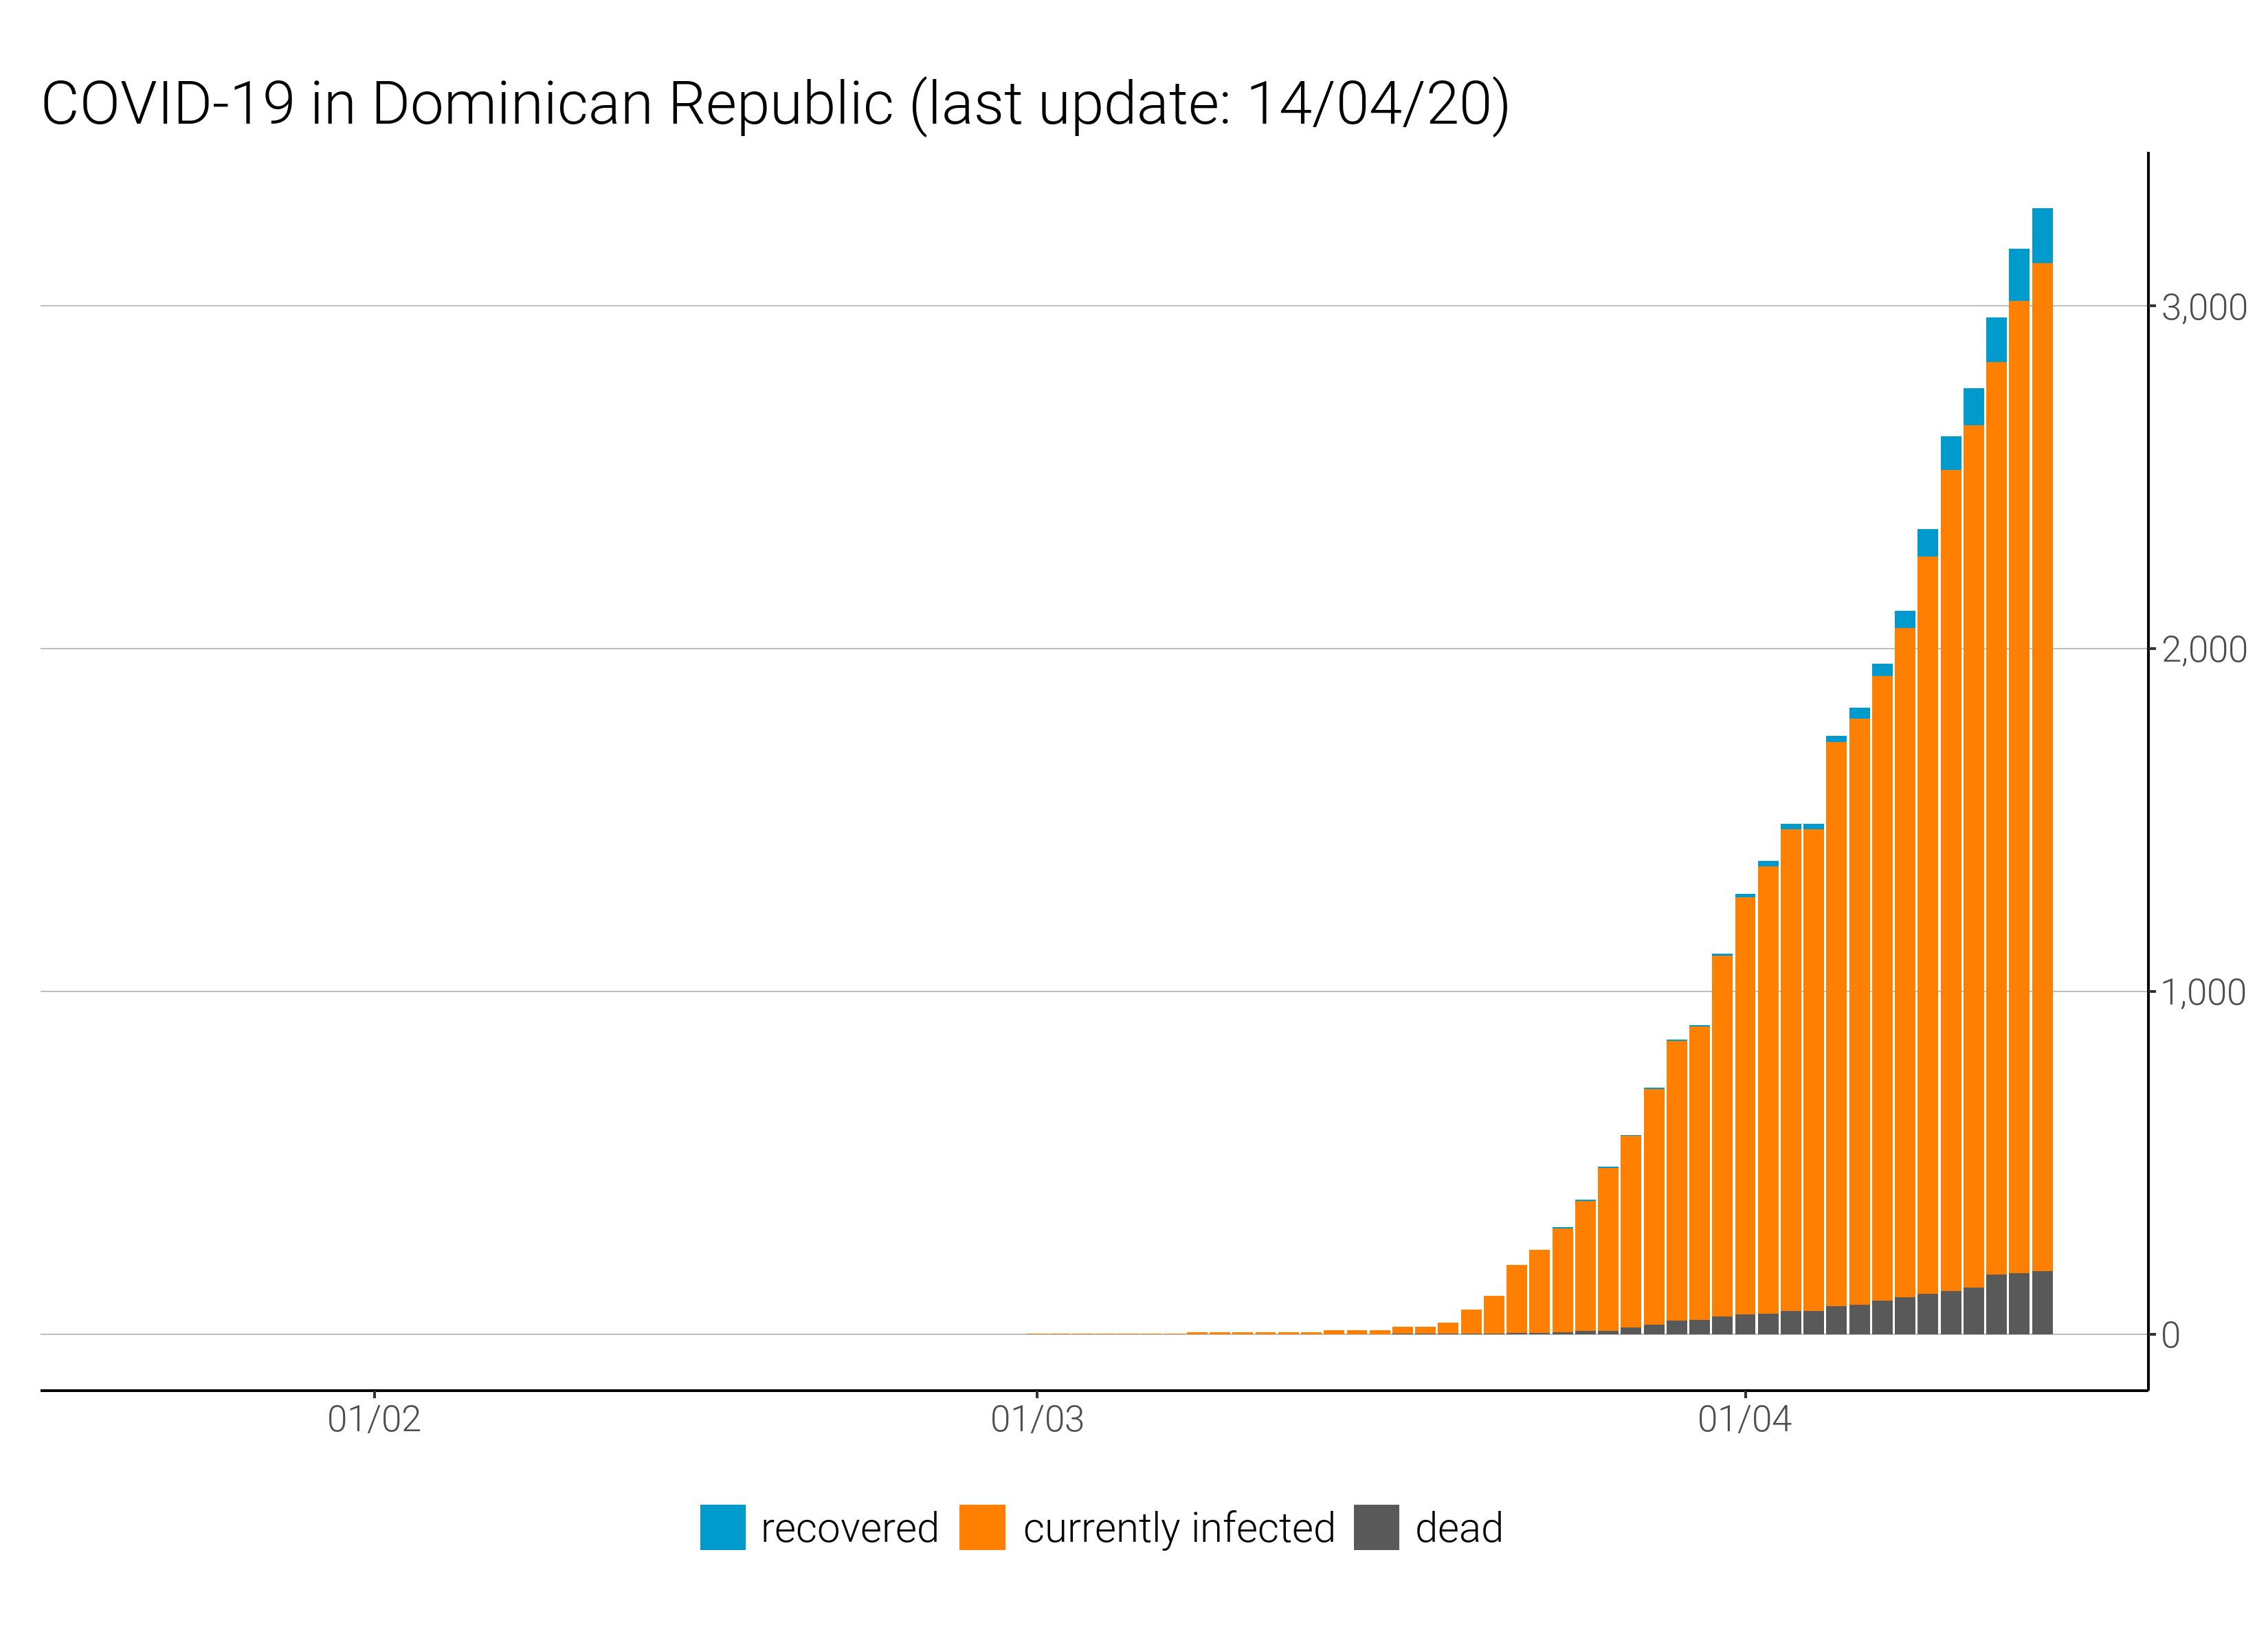 COVID-19 in Dominican Republic (last update: 14/04/20)
3,000
2,000
1,000
0
01/02 01/03 01/04
recovered currently infected dead